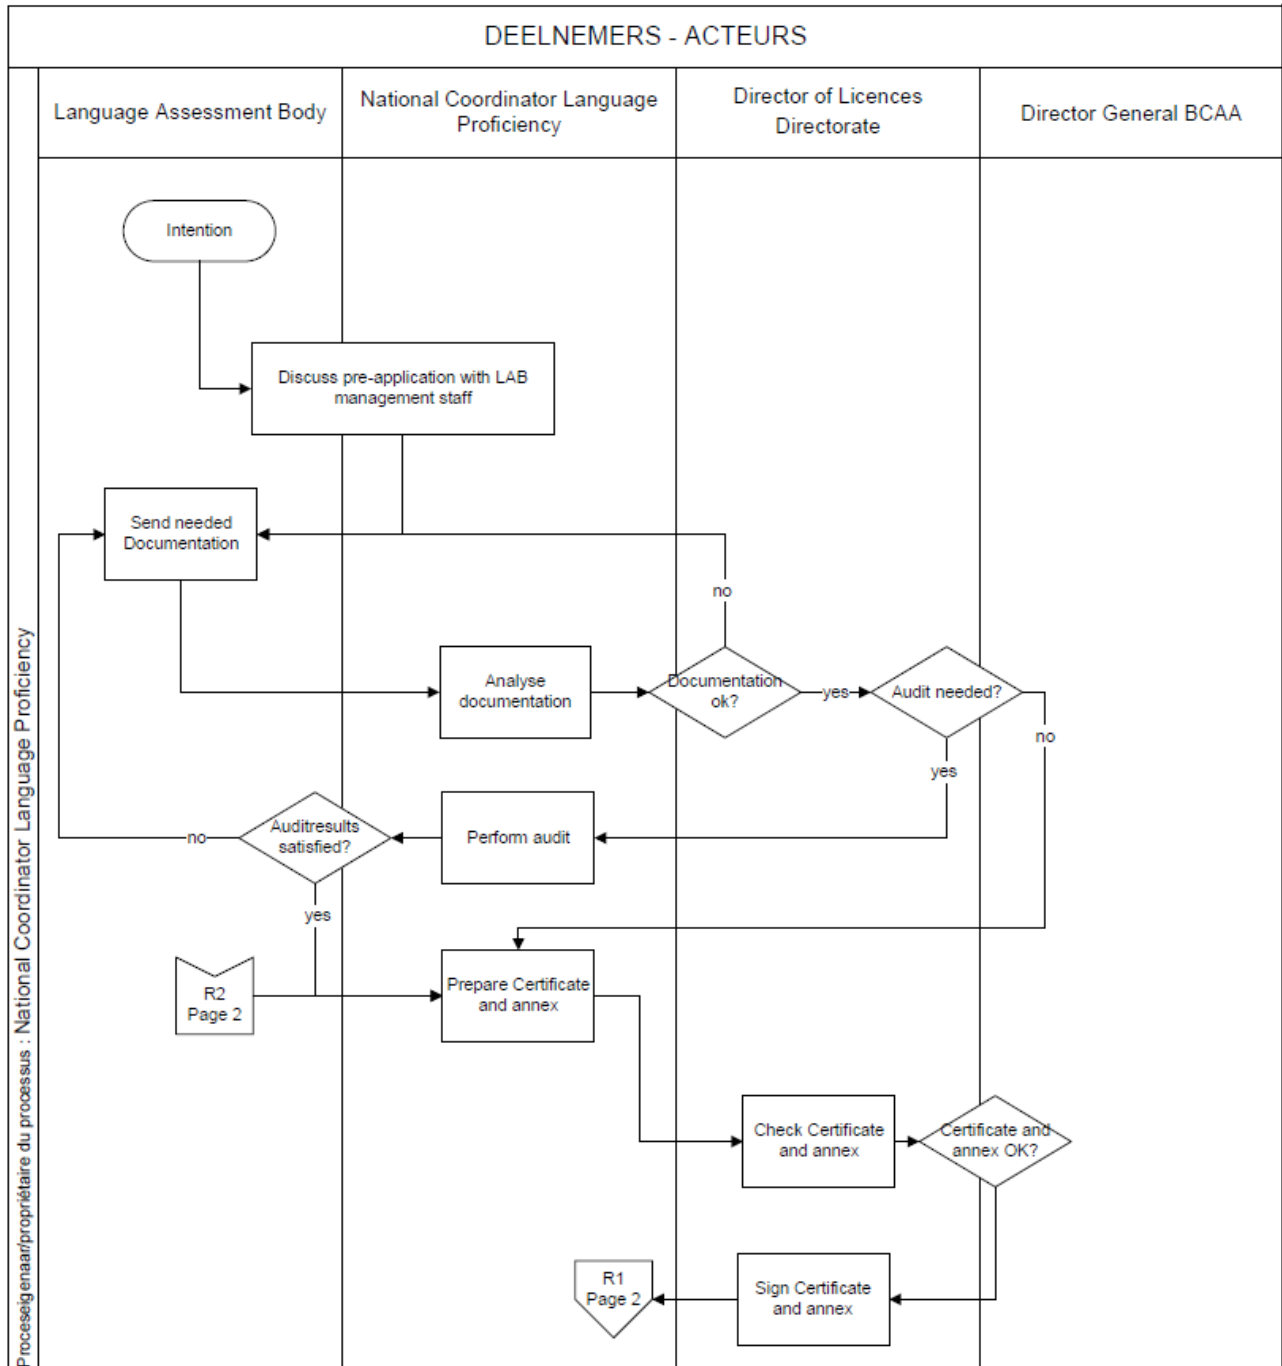 DEELNEMERS - ACTEURS
Language Assessment Body
National Coordinator Language
Proficiency
Director of Licences
Directorate
Director General BCAA
Proceseigenaar/propriétaire du processus : National Coordinator Language Proficiency
Intention
Discuss pre-application with LAB
management staff
Send needed
Documentation
no
Analyse
documentation
Documentation
ok?
yes
Audit needed?
no
yes
no
Auditresults
satisfied?
Perform audit
yes
R2
Page 2
Prepare Certificate
and annex
Check Certificate
and annex
Certificate and
annex OK?
R1
Page 2
Sign Certificate
and annex